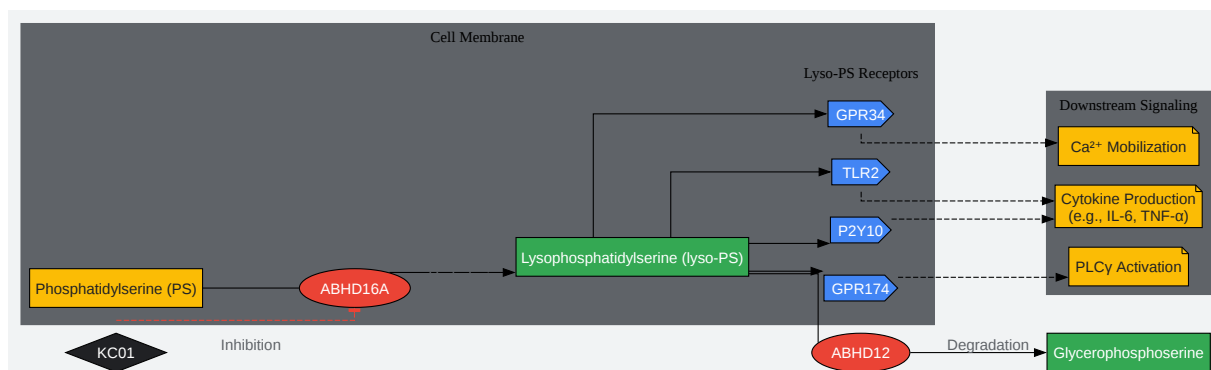 Cell Membrane
Lyso-PS Receptors
GPR34
Downstream Signaling
Ca²⁺ Mobilization
TLR2
Cytokine Production
(e.g., IL-6, TNF-α)
P2Y10
Lysophosphatidylserine (lyso-PS)
PLCγ Activation
Phosphatidylserine (PS)
ABHD16A
GPR174
KC01
Inhibition
ABHD12
Degradation
Glycerophosphoserine